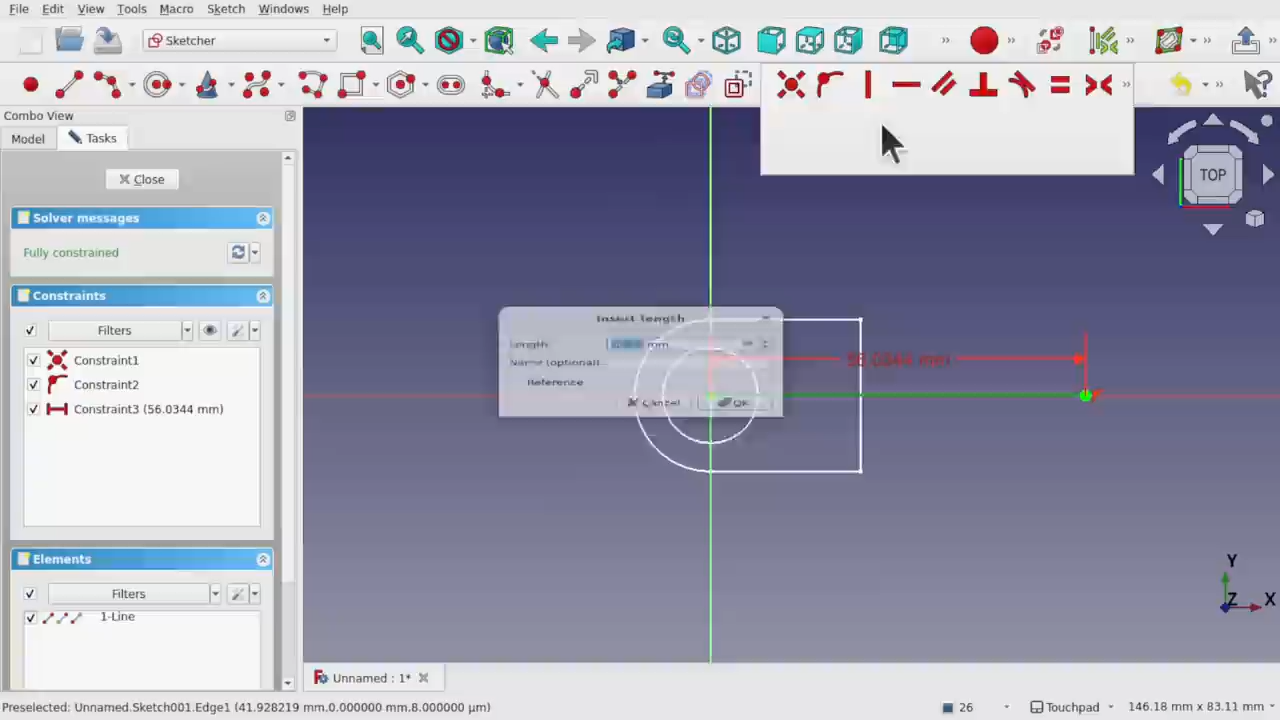 File Edit View Tools Macro Sketch Windows Help
Sketcher
Combo View
Model Tasks
Close
TOP
Solver messages
Fully constrained
Constraints
Insert length
Filters
Length: mm
Name (optional)
56.0344 mm
Constraint1
Reference
Constraint2
Cancel OK
Constraint3 (56.0344 mm)
Elements
Y
Filters
Z X
1-Line
Unnamed : 1*
Preselected: Unnamed.Sketch001.Edge1 (41.928219 mm,0.000000 mm,8.000000 µm)
26 Touchpad 146.18 mm x 83.11 mm